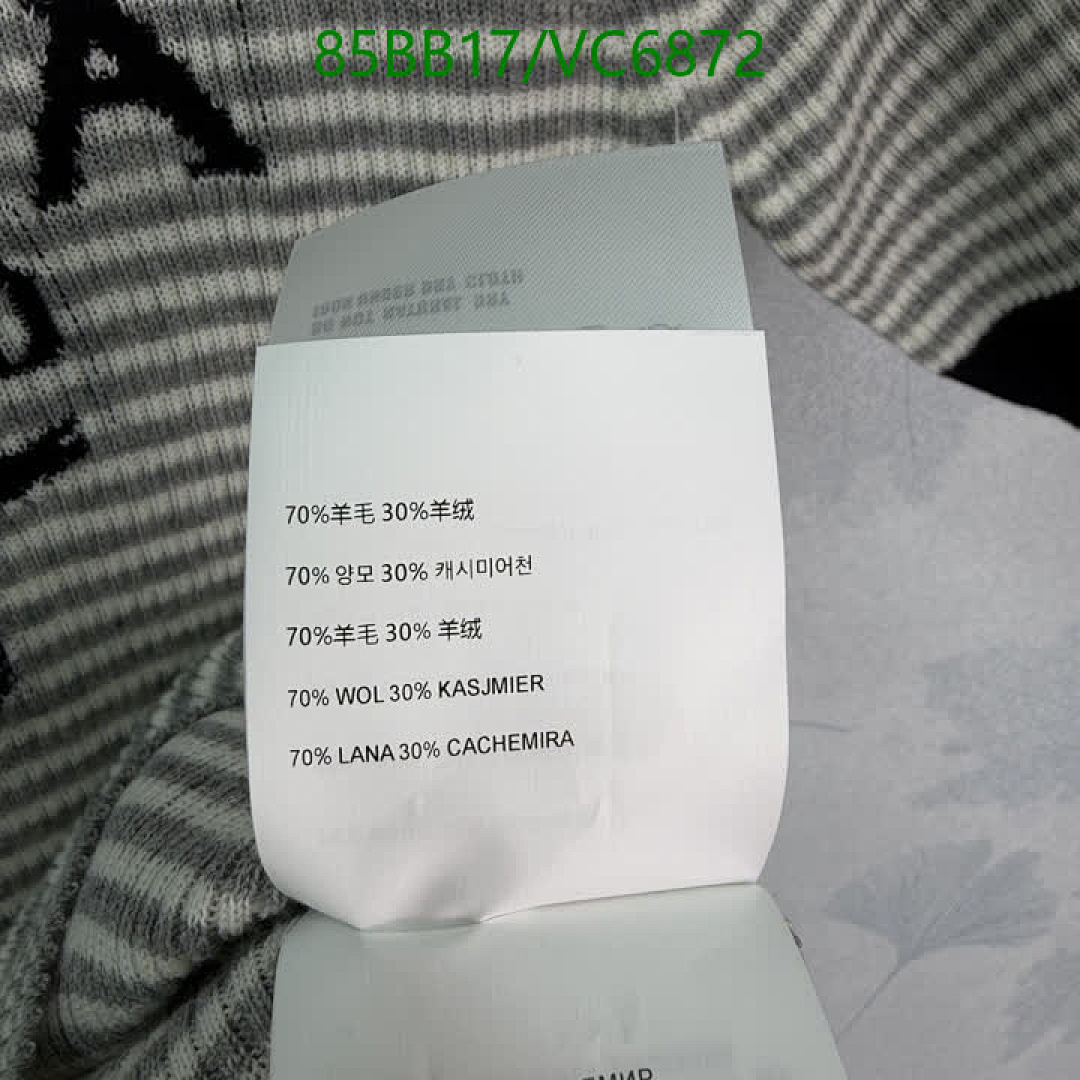 85BB17/VC6872
A
70%羊毛 30%羊绒
70% 양모 30% 캐시미어천
70%羊毛 30% 羊绒
70% WOL 30% KASJMIER
70% LANA 30% CACHEMIRA